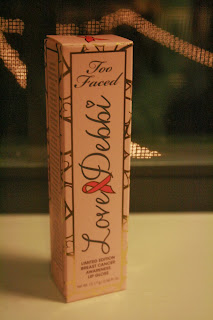 Too
Faced
Love & Debbi
LIMITED EDITION
BREAST CANCER
AWARENESS
LIP GLOSS